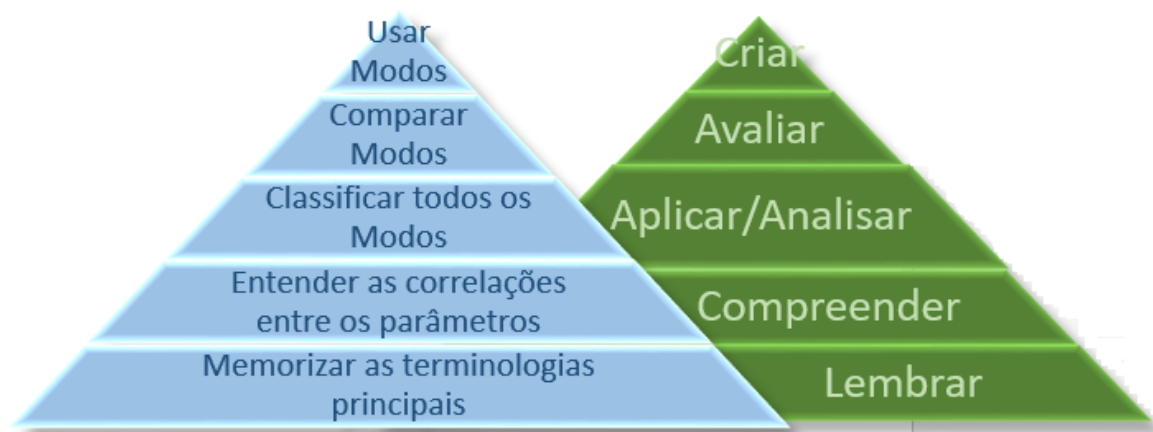 Usar
Modos
Comparar
Modos
Classificar todos os
Modos
Entender as correlações
entre os parâmetros
Memorizar as terminologias
principais
Criar
Avaliar
Aplicar/Analisar
Compreender
Lembrar